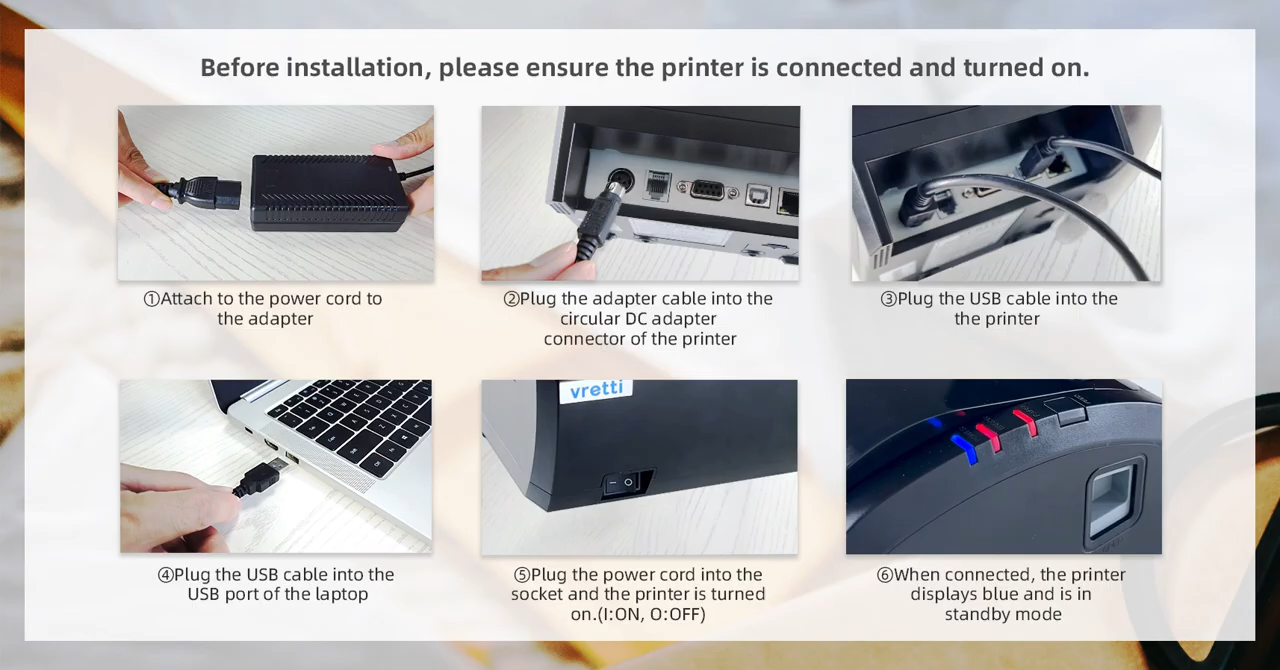 Before installation, please ensure the printer is connected and turned on.
①Attach to the power cord to
the adapter
②Plug the adapter cable into the
circular DC adapter
connector of the printer
③Plug the USB cable into the
the printer
vretti
④Plug the USB cable into the
USB port of the laptop
⑤Plug the power cord into the
socket and the printer is turned
on.(I:ON, O:OFF)
⑥When connected, the printer
displays blue and is in
standby mode